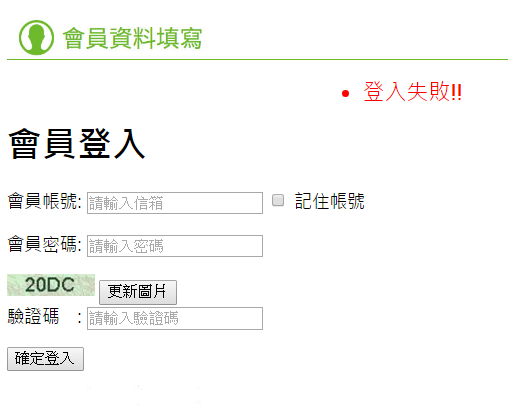 會員資料填寫
登入失敗!!
會員登入
會員帳號: 請輸入信箱 記住帳號
會員密碼: 請輸入密碼
20DC 更新圖片
驗證碼 : 請輸入驗證碼
確定登入